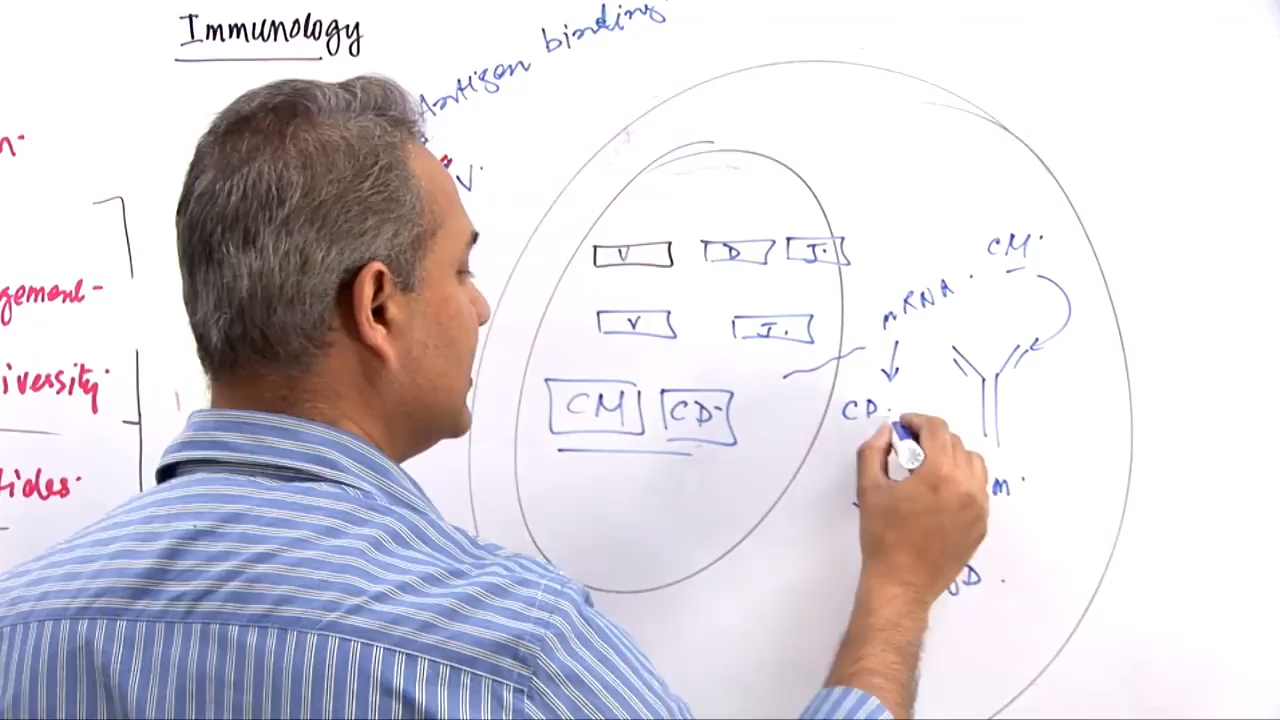 Immunology
Antigen binding
V.
gement-
iversity.
tides.
V D J.
V J.
CM CD-
CM.
mRNA.
CD.
m.
D.